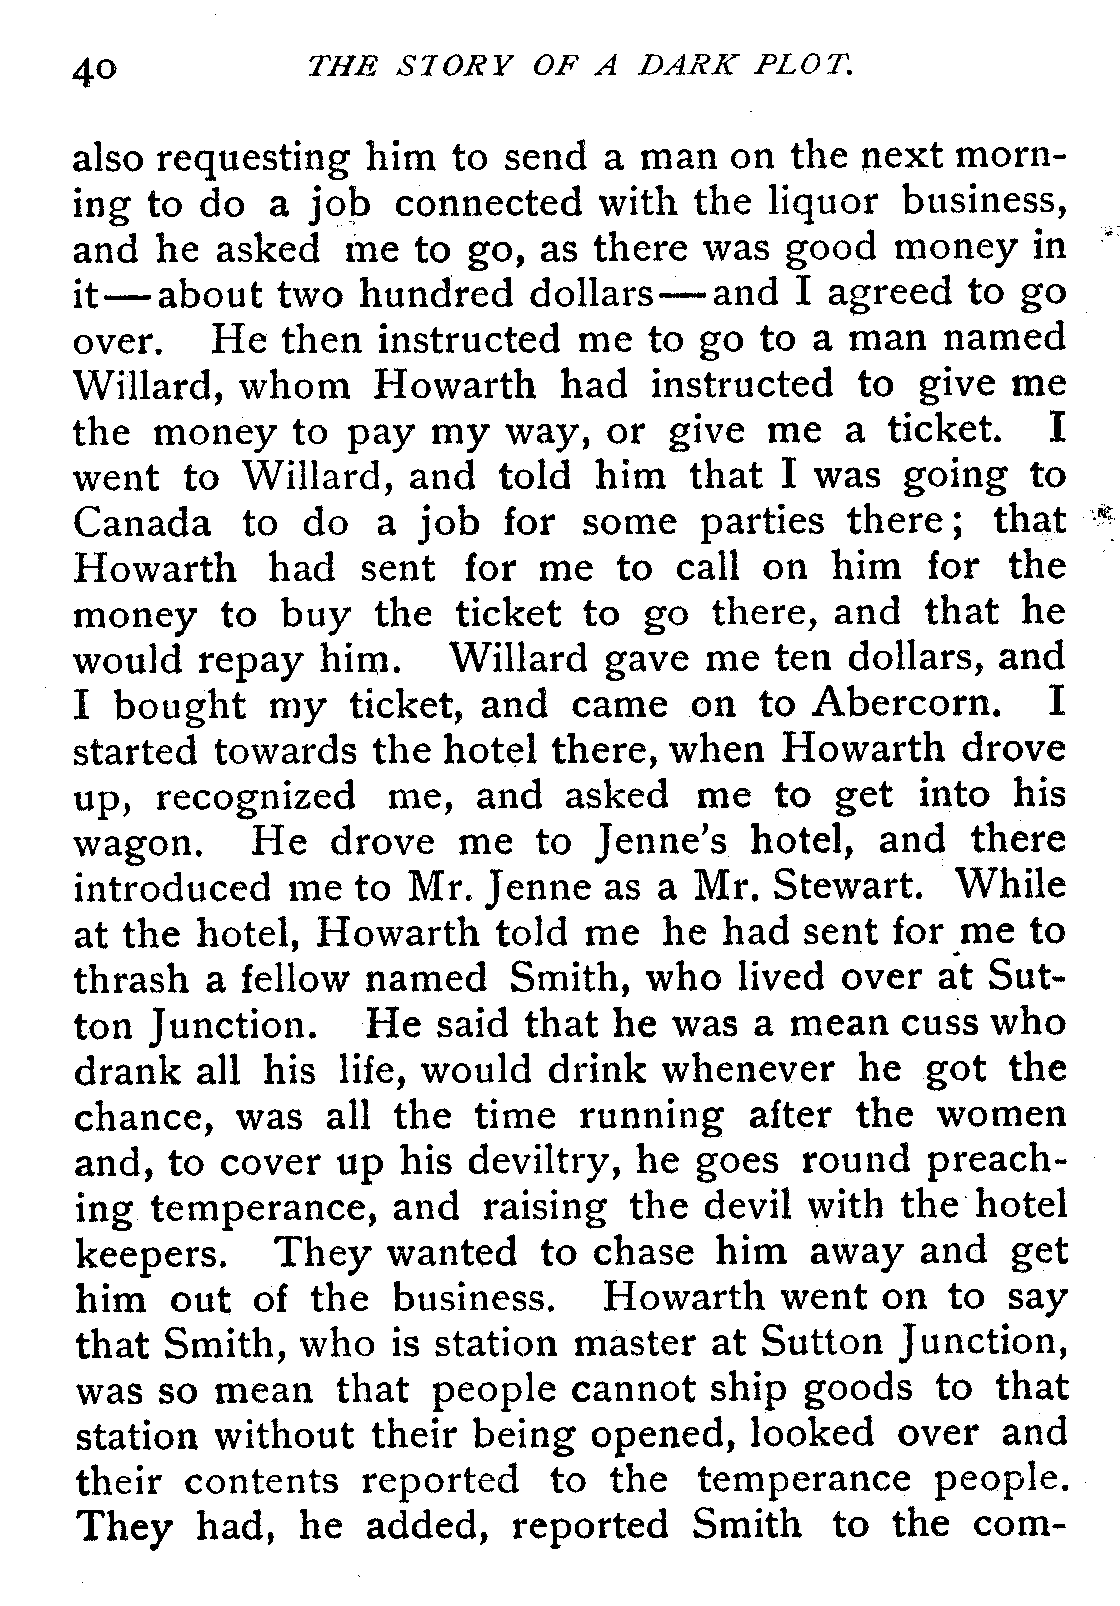 40 THE STORY OF A DARK PLOT.
also requesting him to send a man on the next morn-
ing to do a job connected with the liquor business,
and he asked me to go, as there was good money in
it—about two hundred dollars—and I agreed to go
over. He then instructed me to go to a man named
Willard, whom Howarth had instructed to give me
the money to pay my way, or give me a ticket. I
went to Willard, and told him that I was going to
Canada to do a job for some parties there; that
Howarth had sent for me to call on him for the
money to buy the ticket to go there, and that he
would repay him. Willard gave me ten dollars, and
I bought my ticket, and came on to Abercorn. I
started towards the hotel there, when Howarth drove
up, recognized me, and asked me to get into his
wagon. He drove me to Jenne's hotel, and there
introduced me to Mr. Jenne as a Mr. Stewart. While
at the hotel, Howarth told me he had sent for me to
thrash a fellow named Smith, who lived over at Sut-
ton Junction. He said that he was a mean cuss who
drank all his life, would drink whenever he got the
chance, was all the time running after the women
and, to cover up his deviltry, he goes round preach-
ing temperance, and raising the devil with the hotel
keepers. They wanted to chase him away and get
him out of the business. Howarth went on to say
that Smith, who is station master at Sutton Junction,
was so mean that people cannot ship goods to that
station without their being opened, looked over and
their contents reported to the temperance people.
They had, he added, reported Smith to the com-